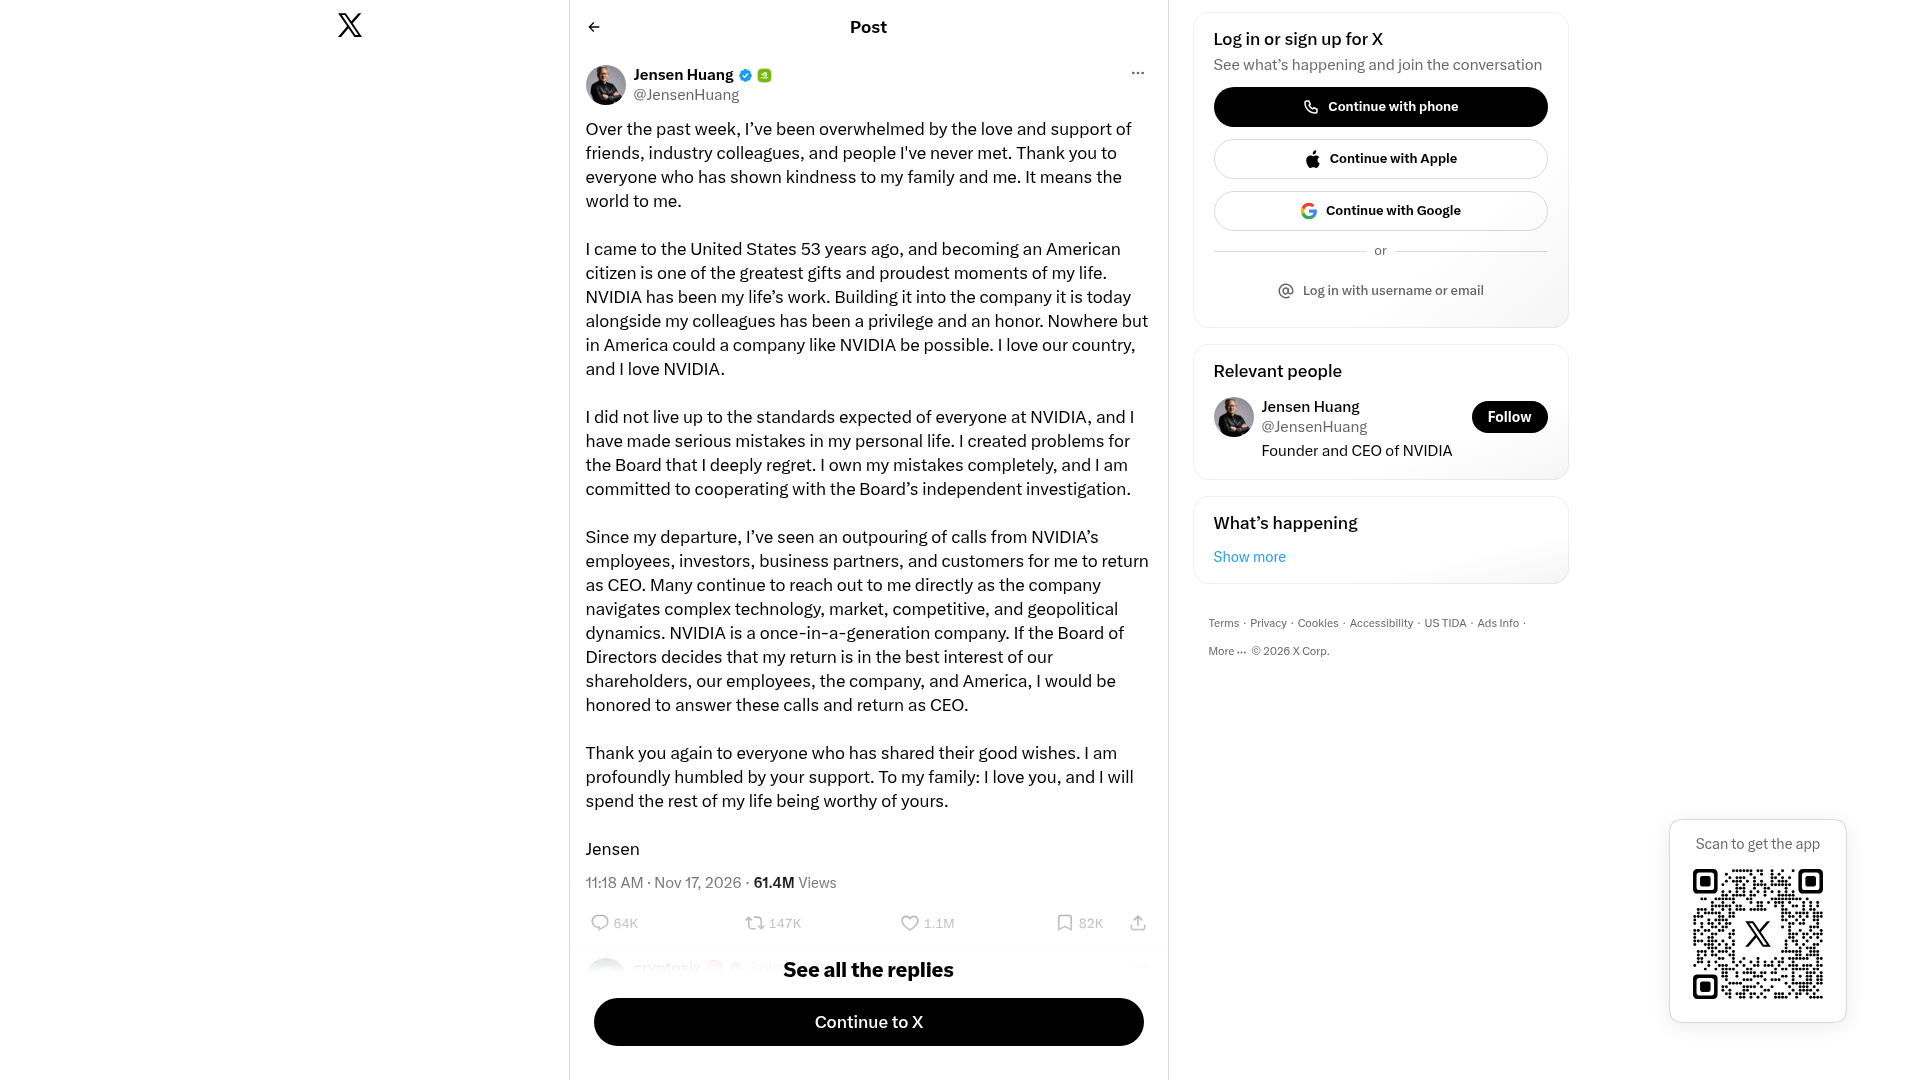 Post
Jensen Huang
@JensenHuang
Over the past week, I’ve been overwhelmed by the love and support of
friends, industry colleagues, and people I've never met. Thank you to
everyone who has shown kindness to my family and me. It means the
world to me.
I came to the United States 53 years ago, and becoming an American
citizen is one of the greatest gifts and proudest moments of my life.
NVIDIA has been my life’s work. Building it into the company it is today
alongside my colleagues has been a privilege and an honor. Nowhere but
in America could a company like NVIDIA be possible. I love our country,
and I love NVIDIA.
I did not live up to the standards expected of everyone at NVIDIA, and I
have made serious mistakes in my personal life. I created problems for
the Board that I deeply regret. I own my mistakes completely, and I am
committed to cooperating with the Board’s independent investigation.
Since my departure, I’ve seen an outpouring of calls from NVIDIA’s
employees, investors, business partners, and customers for me to return
as CEO. Many continue to reach out to me directly as the company
navigates complex technology, market, competitive, and geopolitical
dynamics. NVIDIA is a once-in-a-generation company. If the Board of
Directors decides that my return is in the best interest of our
shareholders, our employees, the company, and America, I would be
honored to answer these calls and return as CEO.
Thank you again to everyone who has shared their good wishes. I am
profoundly humbled by your support. To my family: I love you, and I will
spend the rest of my life being worthy of yours.
Jensen
11:18 AM · Nov 17, 2026 · 61.4M Views
64K 147K 1.1M 82K
cryptosix
See all the replies
Continue to X
Log in or sign up for X
See what’s happening and join the conversation
Continue with phone
Continue with Apple
Continue with Google
or
Log in with username or email
Relevant people
Jensen Huang
@JensenHuang
Follow
Founder and CEO of NVIDIA
What’s happening
Show more
Terms · Privacy · Cookies · Accessibility · US TIDA · Ads Info ·
More ··· © 2026 X Corp.
Scan to get the app